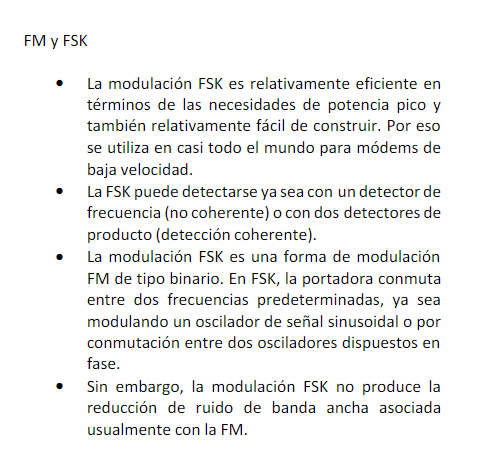 FM y FSK
• La modulación FSK es relativamente eficiente en
términos de las necesidades de potencia pico y
también relativamente fácil de construir. Por eso
se utiliza en casi todo el mundo para módems de
baja velocidad.
• La FSK puede detectarse ya sea con un detector de
frecuencia (no coherente) o con dos detectores de
producto (detección coherente).
• La modulación FSK es una forma de modulación
FM de tipo binario. En FSK, la portadora conmuta
entre dos frecuencias predeterminadas, ya sea
modulando un oscilador de señal sinusoidal o por
conmutación entre dos osciladores dispuestos en
fase.
• Sin embargo, la modulación FSK no produce la
reducción de ruido de banda ancha asociada
usualmente con la FM.